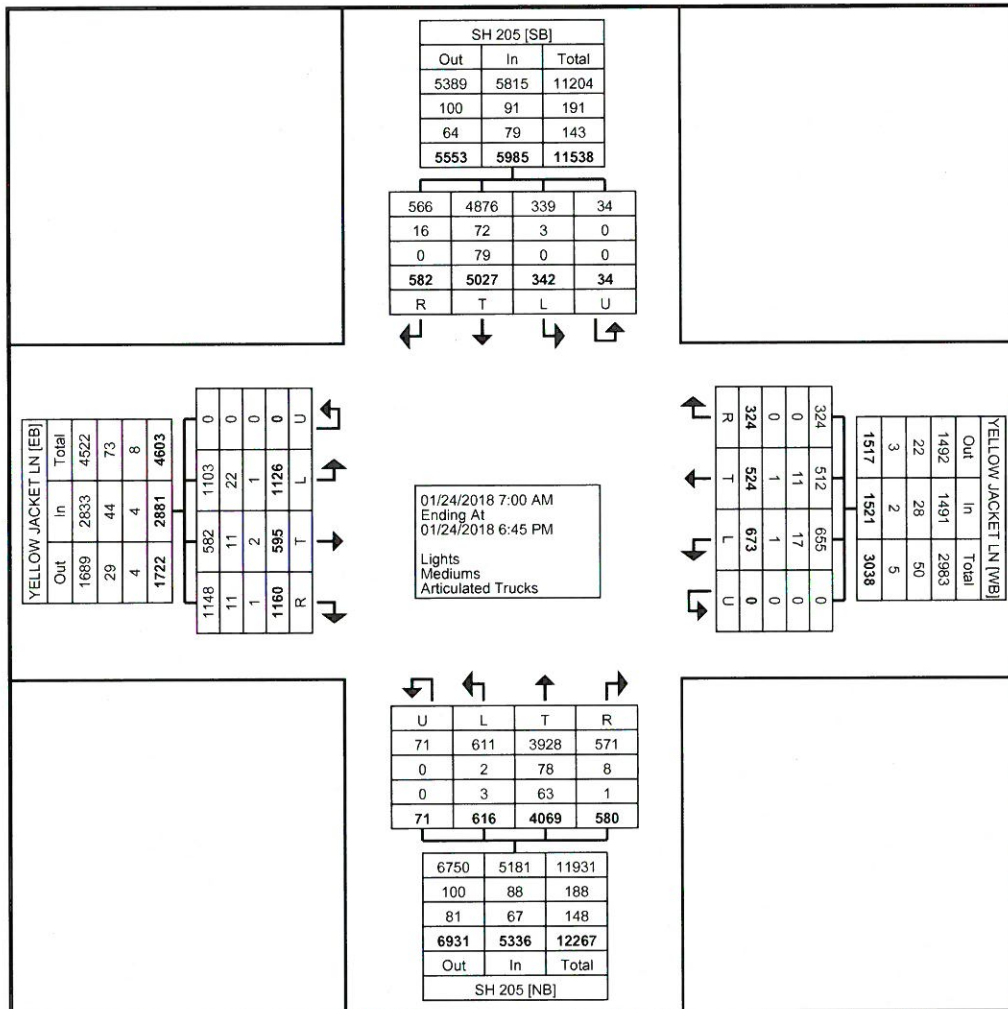 SH 205 [SB]
Out In Total
5389 5815 11204
100 91 191
64 79 143
5553 5985 11538
566 4876 339 34
16 72 3 0
0 79 0 0
582 5027 342 34
R T L U
YELLOW JACKET LN [EB]
Total In Out
4522 2833 1689
73 44 29
8 4 4
4603 2881 1722
0 1103 582 1148
0 22 11 11
0 1 2 1
0 1126 595 1160
U L T R
01/24/2018 7:00 AM
Ending At
01/24/2018 6:45 PM
Lights
Mediums
Articulated Trucks
R T L U
324 524 673 0
0 1 1 0
0 11 17 0
324 512 655 0
YELLOW JACKET LN [WB]
Out In Total
1492 1491 2983
22 28 50
3 2 5
1517 1521 3038
U L T R
71 611 3928 571
0 2 78 8
0 3 63 1
71 616 4069 580
6750 5181 11931
100 88 188
81 67 148
6931 5336 12267
Out In Total
SH 205 [NB]